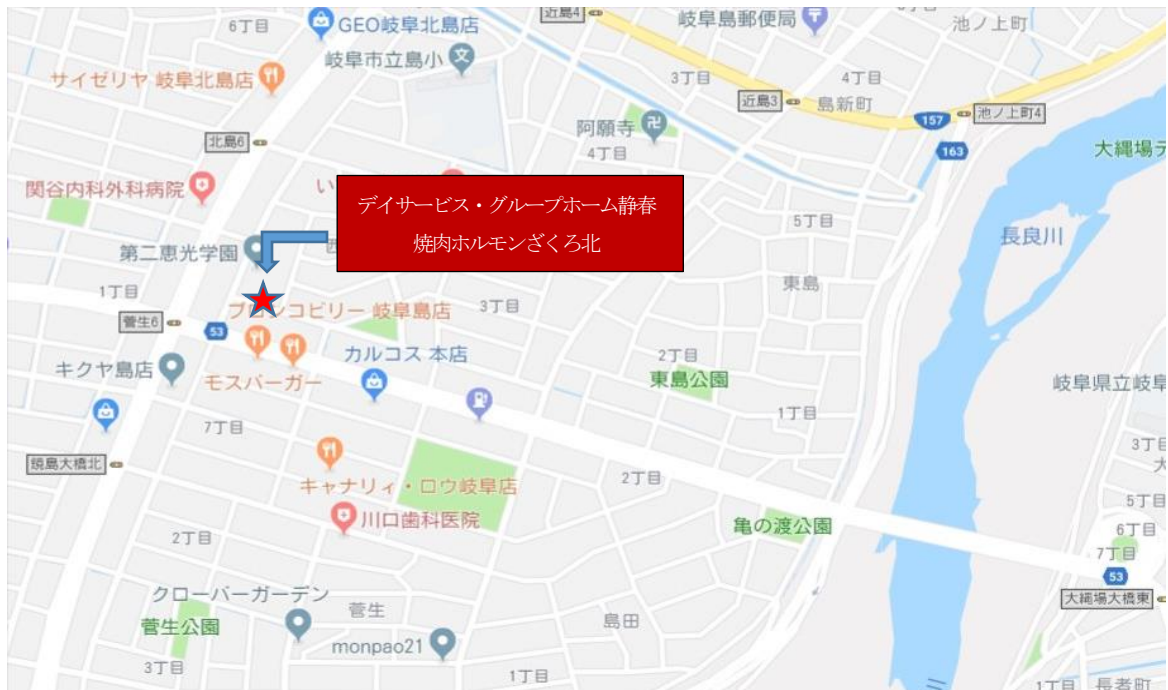 6丁目
GEO岐阜北島店
近島4
岐阜島郵便局
池ノ上町
岐阜市立島小
サイゼリヤ 岐阜北島店
3丁目
4丁目
近島3
島新町
157
池ノ上町4
阿願寺
4丁目
北島6
163
大縄場テ
関谷内科外科病院
い
デイサービス・グループホーム静春
焼肉ホルモンざくろ北
5丁目
長良川
第二恵光学園
東島
1丁目
ブロンコビリー 岐阜島店
3丁目
菅生6
53
カルコス 本店
2丁目
キクヤ島店
モスバーガー
東島公園
岐阜県立岐阜
1丁目
7丁目
3丁目
鏡島大橋北
キャナリィ・ロウ岐阜店
2丁目
5丁目
川口歯科医院
亀の渡公園
6丁目
2丁目
7丁目
53
クローバーガーデン
大縄場大橋東
菅生
菅生公園
島田
monpao21
3丁目
1丁目
1丁目
長者町